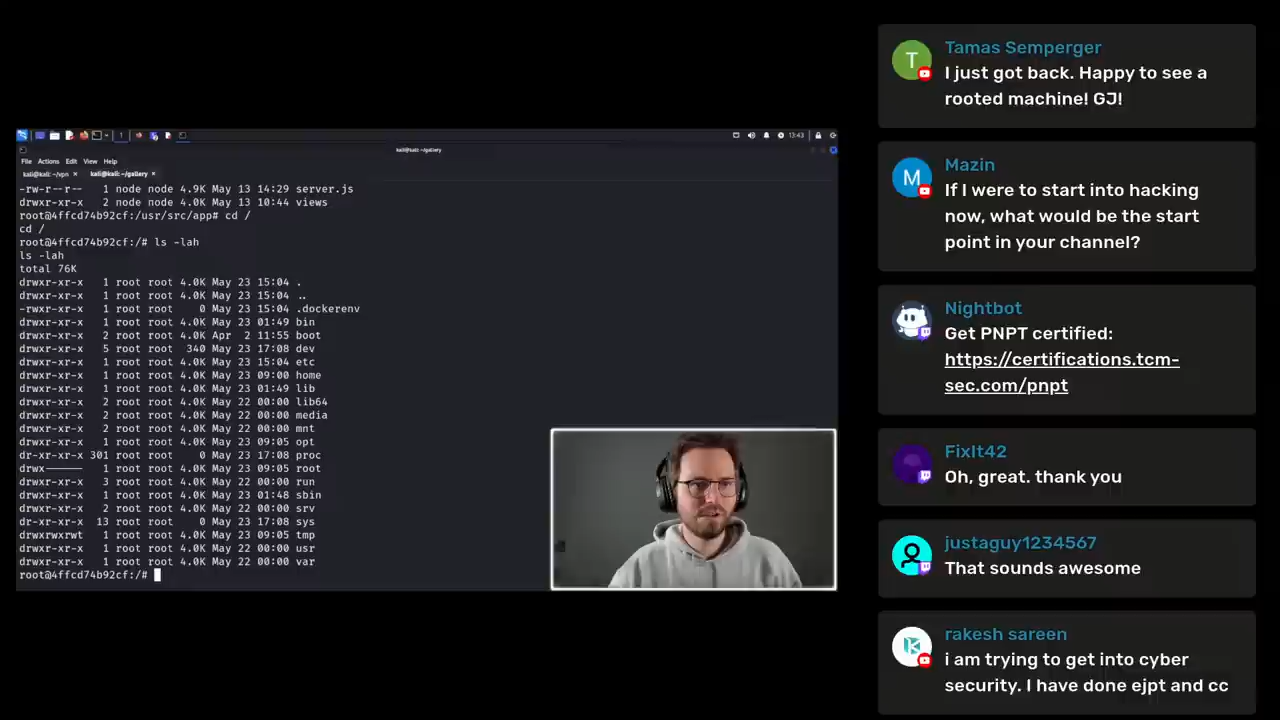 kali@kali: ~/gallery
13:43
File Actions Edit View Help
kali@kali: ~/vpn × kali@kali: ~/gallery ×
-rw-r--r-- 1 node node 4.9K May 13 14:29 server.js
drwxr-xr-x 2 node node 4.0K May 13 10:44 views
root@4ffcd74b92cf:/usr/src/app# cd /
cd /
root@4ffcd74b92cf:/# ls -lah
ls -lah
total 76K
drwxr-xr-x 1 root root 4.0K May 23 15:04 .
drwxr-xr-x 1 root root 4.0K May 23 15:04 ..
-rwxr-xr-x 1 root root 0 May 23 15:04 .dockerenv
drwxr-xr-x 1 root root 4.0K May 23 01:49 bin
drwxr-xr-x 2 root root 4.0K Apr 2 11:55 boot
drwxr-xr-x 5 root root 340 May 23 17:08 dev
drwxr-xr-x 1 root root 4.0K May 23 15:04 etc
drwxr-xr-x 1 root root 4.0K May 23 09:00 home
drwxr-xr-x 1 root root 4.0K May 23 01:49 lib
drwxr-xr-x 2 root root 4.0K May 22 00:00 lib64
drwxr-xr-x 2 root root 4.0K May 22 00:00 media
drwxr-xr-x 2 root root 4.0K May 22 00:00 mnt
drwxr-xr-x 1 root root 4.0K May 23 09:05 opt
dr-xr-xr-x 301 root root 0 May 23 17:08 proc
drwx------ 1 root root 4.0K May 23 09:05 root
drwxr-xr-x 3 root root 4.0K May 22 00:00 run
drwxr-xr-x 1 root root 4.0K May 23 01:48 sbin
drwxr-xr-x 2 root root 4.0K May 22 00:00 srv
dr-xr-xr-x 13 root root 0 May 23 17:08 sys
drwxrwxrwt 1 root root 4.0K May 23 09:05 tmp
drwxr-xr-x 1 root root 4.0K May 22 00:00 usr
drwxr-xr-x 1 root root 4.0K May 22 00:00 var
root@4ffcd74b92cf:/#
T
Tamas Semperger
I just got back. Happy to see a
rooted machine! GJ!
M
Mazin
If I were to start into hacking
now, what would be the start
point in your channel?
Nightbot
Get PNPT certified:
https://certifications.tcm-
sec.com/pnpt
FixIt42
Oh, great. thank you
justaguy1234567
That sounds awesome
rakesh sareen
i am trying to get into cyber
security. I have done ejpt and cc